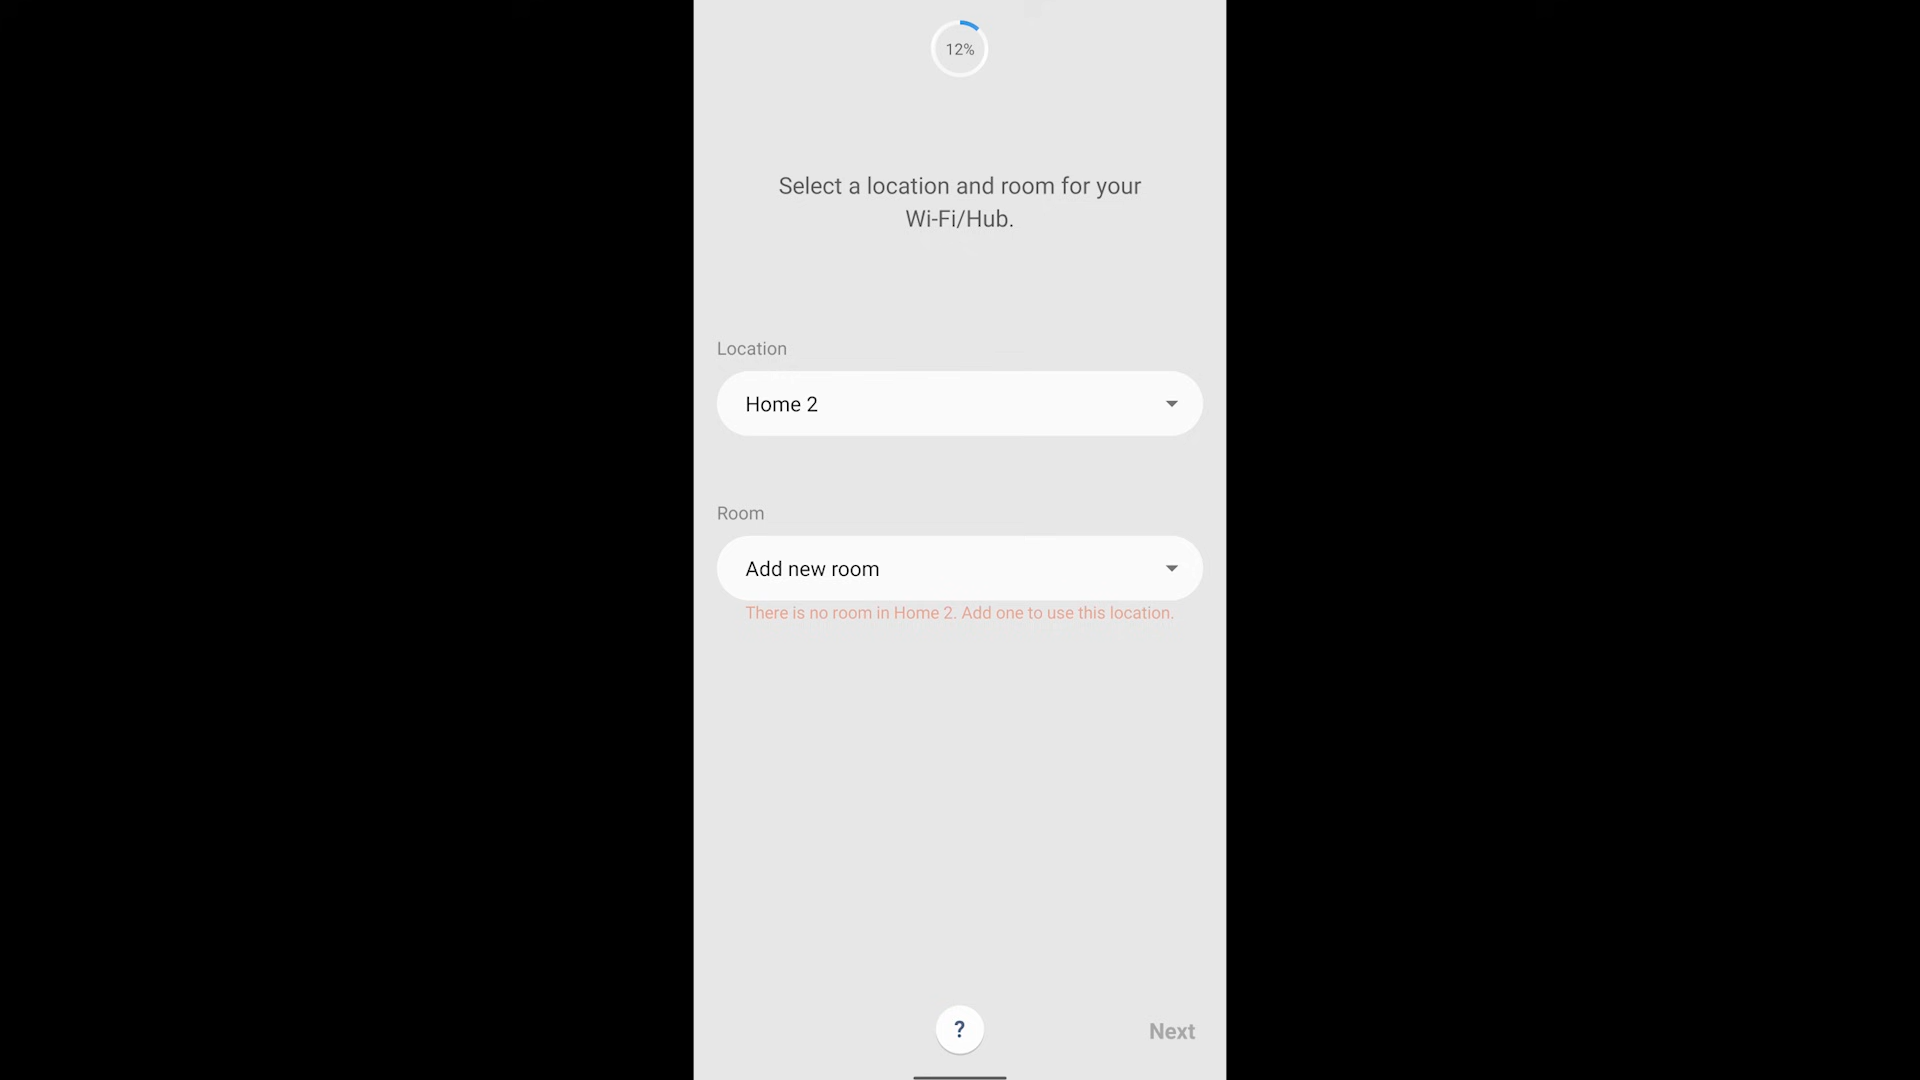 12%
Select a location and room for your
Wi-Fi/Hub.
Location
Home 2
Room
Add new room
There is no room in Home 2. Add one to use this location.
?
Next